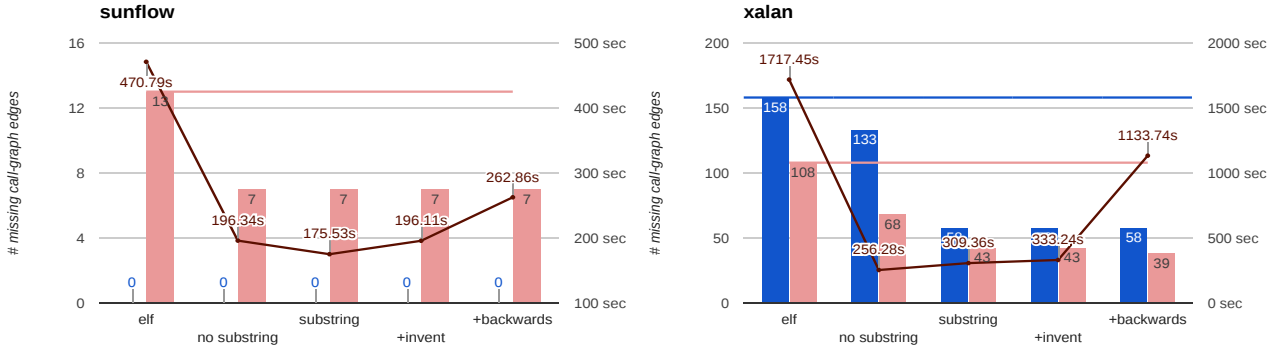 sunflow
16
12
8
4
0
# missing call-graph edges
500 sec
400 sec
300 sec
200 sec
100 sec
470.79s
196.34s
175.53s
196.11s
262.86s
13
7
7
7
7
0
0
0
0
0
elf
no substring
substring
+invent
+backwards
xalan
200
150
100
50
0
# missing call-graph edges
2000 sec
1500 sec
1000 sec
500 sec
0 sec
1717.45s
256.28s
309.36s
333.24s
1133.74s
158
133
58
108
68
43
43
39
elf
no substring
substring
+invent
+backwards